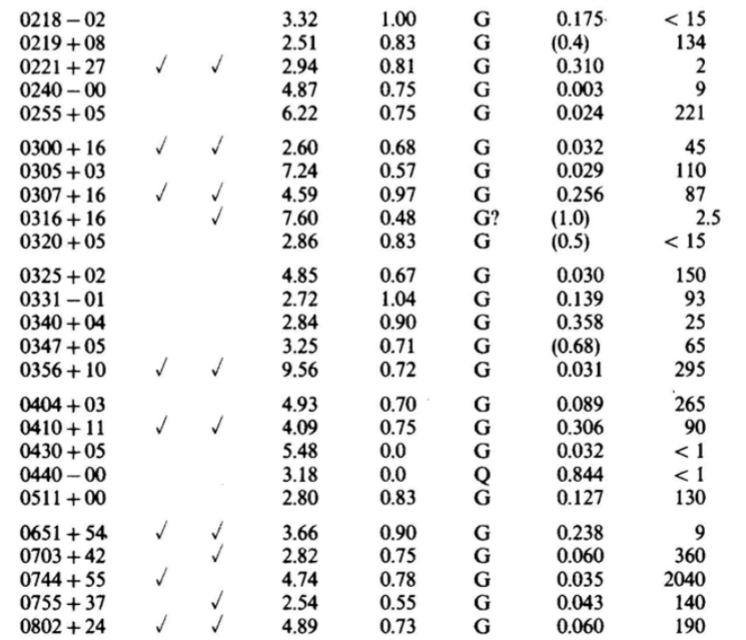 0218 – 02 3.32 1.00 G 0.175 < 15
0219 + 08 2.51 0.83 G (0.4) 134
0221 + 27 ✓ ✓ 2.94 0.81 G 0.310 2
0240 – 00 4.87 0.75 G 0.003 9
0255 + 05 6.22 0.75 G 0.024 221
0300 + 16 ✓ ✓ 2.60 0.68 G 0.032 45
0305 + 03 7.24 0.57 G 0.029 110
0307 + 16 ✓ ✓ 4.59 0.97 G 0.256 87
0316 + 16 ✓ 7.60 0.48 G? (1.0) 2.5
0320 + 05 2.86 0.83 G (0.5) < 15
0325 + 02 4.85 0.67 G 0.030 150
0331 – 01 2.72 1.04 G 0.139 93
0340 + 04 2.84 0.90 G 0.358 25
0347 + 05 3.25 0.71 G (0.68) 65
0356 + 10 ✓ ✓ 9.56 0.72 G 0.031 295
0404 + 03 4.93 0.70 G 0.089 265
0410 + 11 ✓ ✓ 4.09 0.75 G 0.306 90
0430 + 05 5.48 0.0 G 0.032 < 1
0440 – 00 3.18 0.0 Q 0.844 < 1
0511 + 00 2.80 0.83 G 0.127 130
0651 + 54 ✓ ✓ 3.66 0.90 G 0.238 9
0703 + 42 ✓ 2.82 0.75 G 0.060 360
0744 + 55 ✓ 4.74 0.78 G 0.035 2040
0755 + 37 ✓ 2.54 0.55 G 0.043 140
0802 + 24 ✓ ✓ 4.89 0.73 G 0.060 190